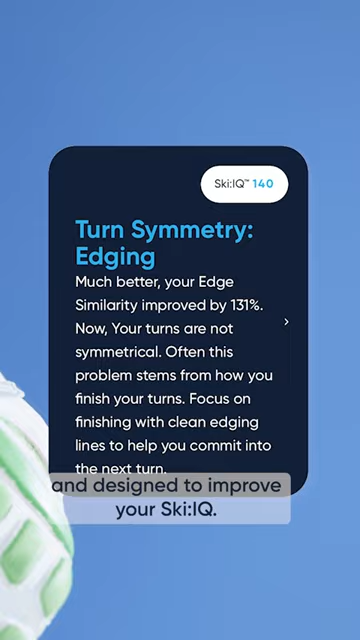 Ski:IQ™ 140
Turn Symmetry:
Edging
Much better, your Edge
Similarity improved by 131%.
Now, Your turns are not
symmetrical. Often this
problem stems from how you
finish your turns. Focus on
finishing with clean edging
lines to help you commit into
the next turn.
and designed to improve
your Ski:IQ.